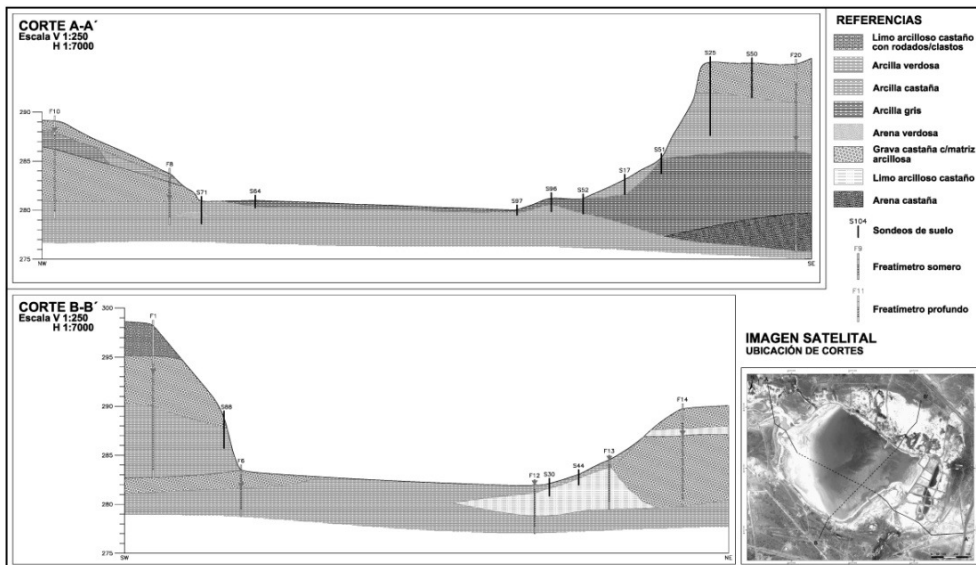 CORTE A-A´
Escala V 1:250
H 1:7000
290
285
280
275
NW
SE
F10
F8
S71
S64
S97
S96
S52
S17
S51
S25
S50
F20
CORTE B-B´
Escala V 1:250
H 1:7000
300
295
290
285
280
275
SW
NE
F1
S88
F6
F12
S30
S44
F13
F14
REFERENCIAS
Limo arcilloso castaño
con rodados/clastos
Arcilla verdosa
Arcilla castaña
Arcilla gris
Arena verdosa
Grava castaña c/matriz
arcillosa
Limo arcilloso castaño
Arena castaña
S104
Sondeos de suelo
F9
Freatímetro somero
F11
Freatímetro profundo
IMAGEN SATELITAL
UBICACIÓN DE CORTES